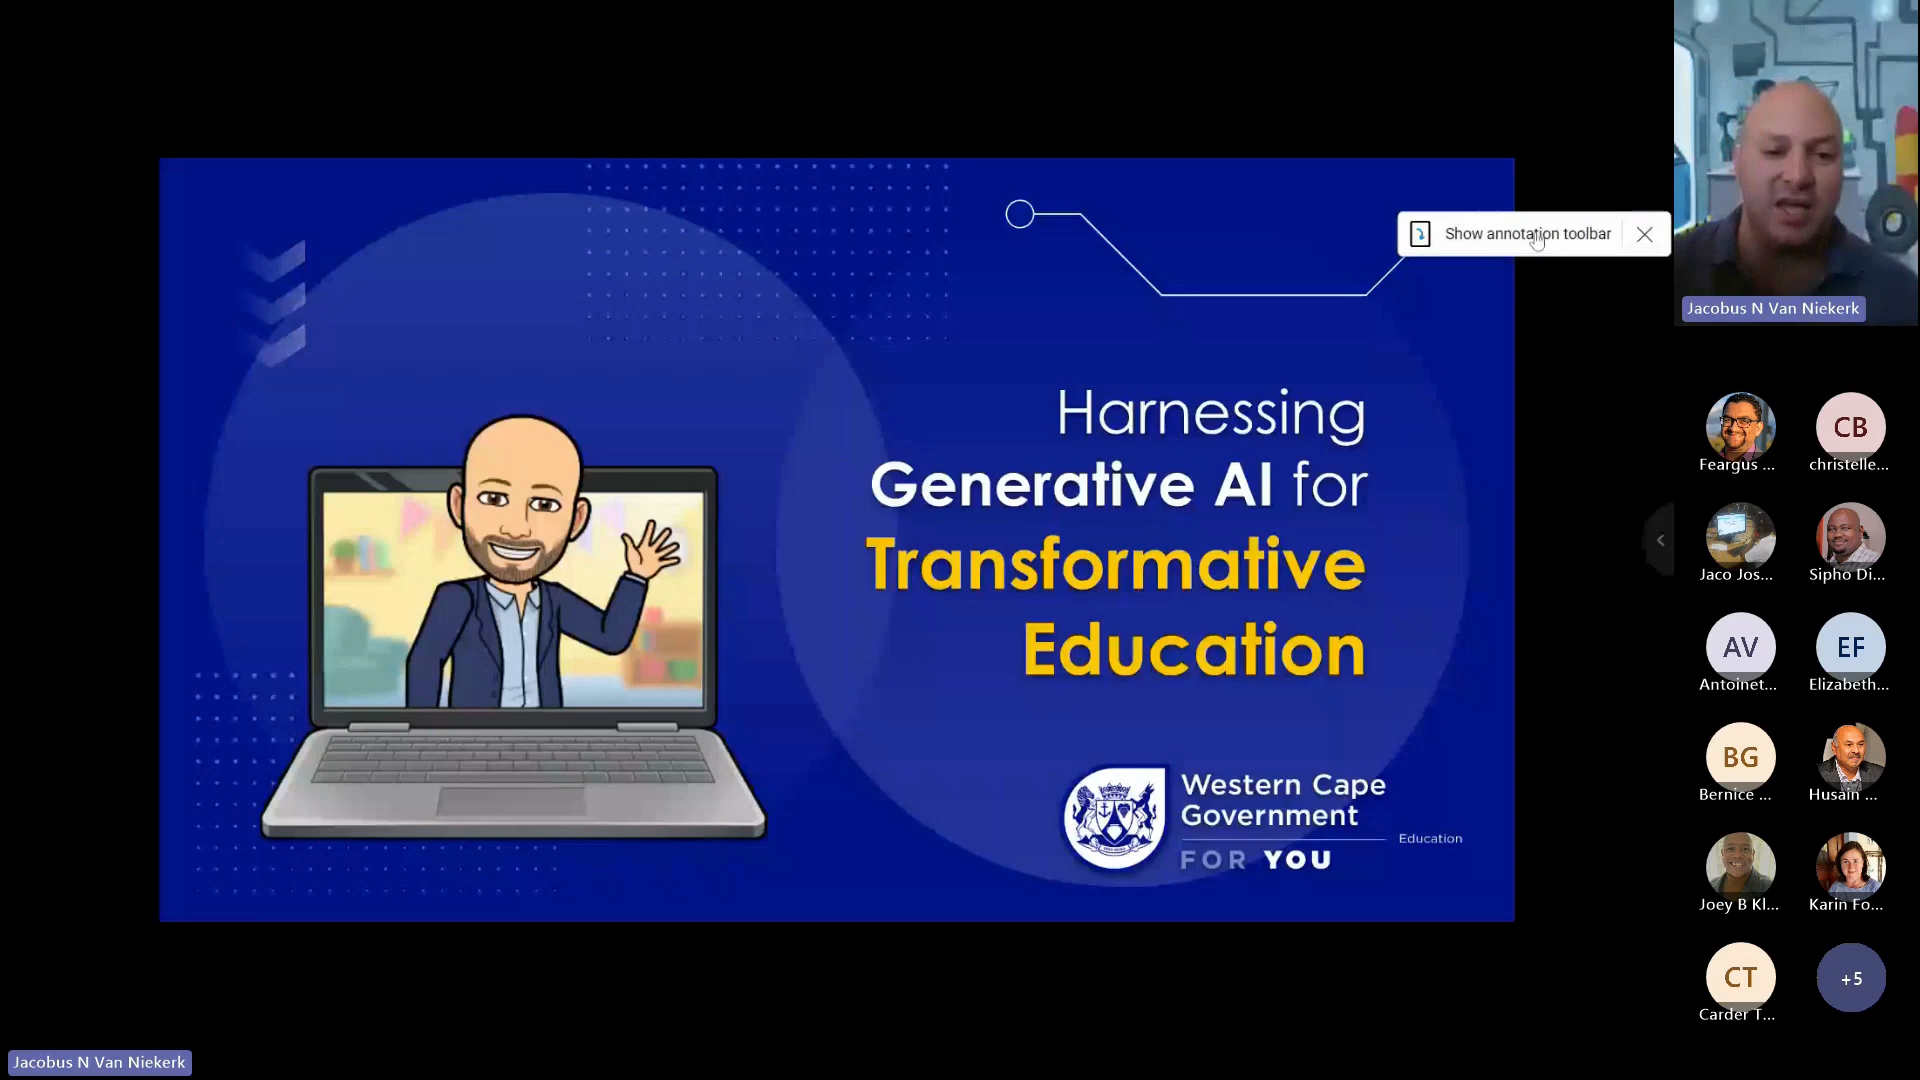 Show annotation toolbar
Jacobus N Van Niekerk
Harnessing
Generative AI for
Transformative
Education
Western Cape
Government
Education
FOR YOU
Feargus ...
CB
christelle...
Jaco Jos...
Sipho Di...
AV
Antoinet...
EF
Elizabeth...
BG
Bernice ...
Husain ...
Joey B Kl...
Karin Fo...
CT
Carder T...
+5
Jacobus N Van Niekerk